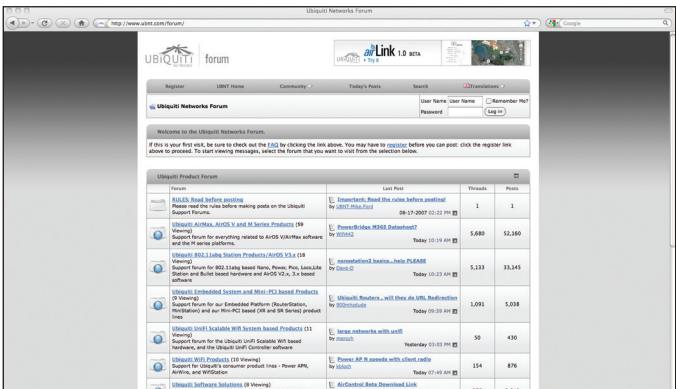 Ubiquiti Networks Forum
http://www.ubnt.com/forum/
Google
UBIQUITI NETWORKS forum
airLink 1.0 BETA
UBIQUITI + Try it
Register UBNT Home Community Today's Posts Search Translations
Ubiquiti Networks Forum
User Name User Name Remember Me?
Password Log in
Welcome to the Ubiquiti Networks Forum.
If this is your first visit, be sure to check out the FAQ by clicking the link above. You may have to register before you can post: click the register link
above to proceed. To start viewing messages, select the forum that you want to visit from the selection below.
Ubiquiti Product Forum
Forum Last Post Threads Posts
RULES: Read before posting
Please read the rules before making posts on the Ubiquiti
Support Forums.
Important: Read the rules before posting!
by UBNT-Mike.Ford
08-17-2007 02:22 PM
1 1
Ubiquiti AirMax, AirOS V and M Series Products (59
Viewing)
Support forum for everything related to AirOS V/AirMax software
and the M series platforms.
PowerBridge M365 Datasheet?
by Wifi442
Today 10:19 AM
5,680 52,160
Ubiquiti 802.11abg Station Products/AirOS V3.x (18
Viewing)
Support forum for 802.11abg based Nano, Power, Pico, Loco,Lite
Station and Bullet based hardware and AirOS V2.x, 3.x based
software
nanostation2 basics...help PLEASE
by Dave-D
Today 10:23 AM
5,133 33,145
Ubiquiti Embedded System and Mini-PCI based Products
(9 Viewing)
Support forum for our Embedded Platform (RouterStation,
MiniStation) and our Mini-PCI based (XR and SR Series) product
lines
Ubiquiti Routers , will they do URL Redirection
by 900mhzdude
Today 09:39 AM
1,091 5,038
Ubiquiti UniFi Scalable Wifi System based Products (11
Viewing)
Support forum for the Ubiquiti UniFi Scalable Wifi based
hardware, and the Ubiquiti UniFi Controller software
large networks with unifi
by
Yesterday 03:03 PM
50 430
Ubiquiti WiFi Products (10 Viewing)
Support for Ubiquiti's consumer product lines - Power APN,
AirWire, and WifiStation
Power AP N speeds with client radio
by
Today 07:49 AM
154 876
Ubiquiti Software Solutions (8 Viewing)
AirControl Beta Download Link